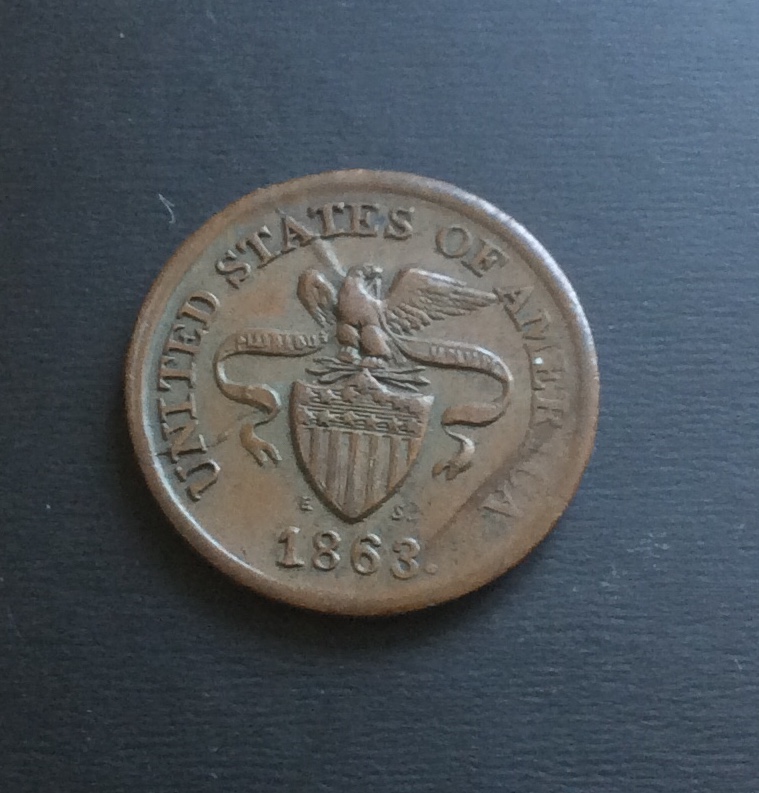 UNITED STATES OF AMERICA
E. S.
1863.